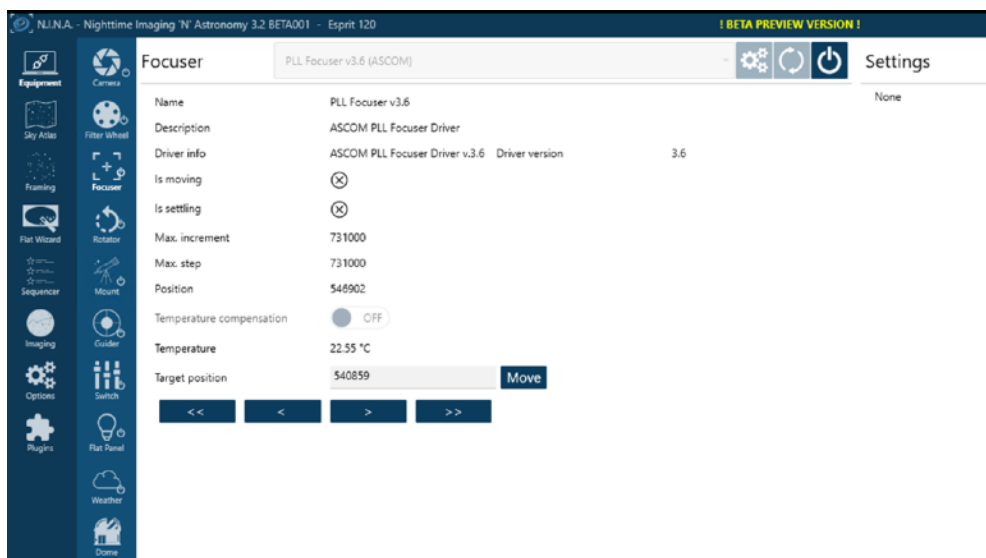 N.I.N.A. - Nighttime Imaging 'N' Astronomy 3.2 BETA001 - Esprit 120
! BETA PREVIEW VERSION !
Equipment
Sky Atlas
Framing
Flat Wizard
Sequencer
Imaging
Options
Plugins
Camera
Filter Wheel
Focuser
Rotator
Mount
Guider
Switch
Flat Panel
Weather
Dome
Focuser
PLL Focuser v3.6 (ASCOM)
Name PLL Focuser v3.6
Description ASCOM PLL Focuser Driver
Driver info ASCOM PLL Focuser Driver v.3.6 Driver version 3.6
Is moving
Is settling
Max. increment 731000
Max. step 731000
Position 546902
Temperature compensation OFF
Temperature 22.55 °C
Target position 540859 Move
<< < > >>
Settings
None